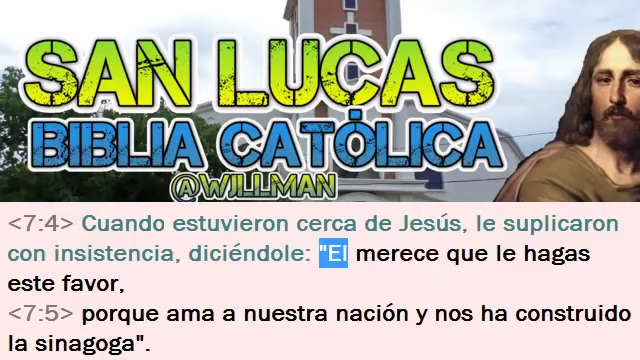 SAN LUCAS
BIBLIA CATÓLICA
@WILLMAN
<7:4> Cuando estuvieron cerca de Jesús, le suplicaron
con insistencia, diciéndole: "El merece que le hagas
este favor,
<7:5> porque ama a nuestra nación y nos ha construido
la sinagoga".